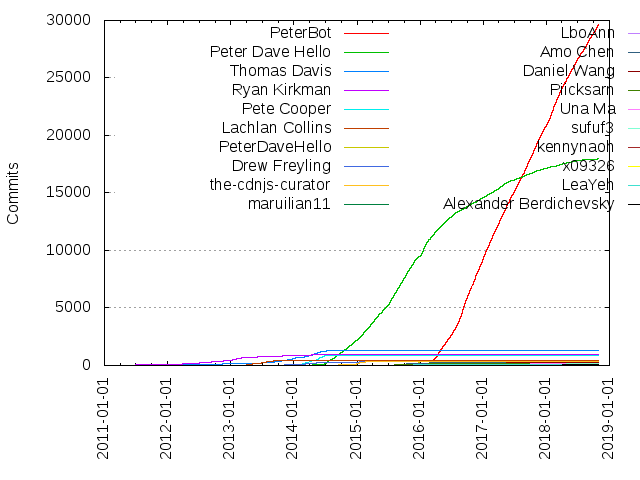 30000
25000
20000
15000
10000
5000
0
Commits
PeterBot
Peter Dave Hello
Thomas Davis
Ryan Kirkman
Pete Cooper
Lachlan Collins
PeterDaveHello
Drew Freyling
the-cdnjs-curator
maruilian11
LboAnn
Amo Chen
Daniel Wang
Piicksarn
Una Ma
sufuf3
kennynaoh
x09326
LeaYeh
Alexander Berdichevsky
2011-01-01
2012-01-01
2013-01-01
2014-01-01
2015-01-01
2016-01-01
2017-01-01
2018-01-01
2019-01-01